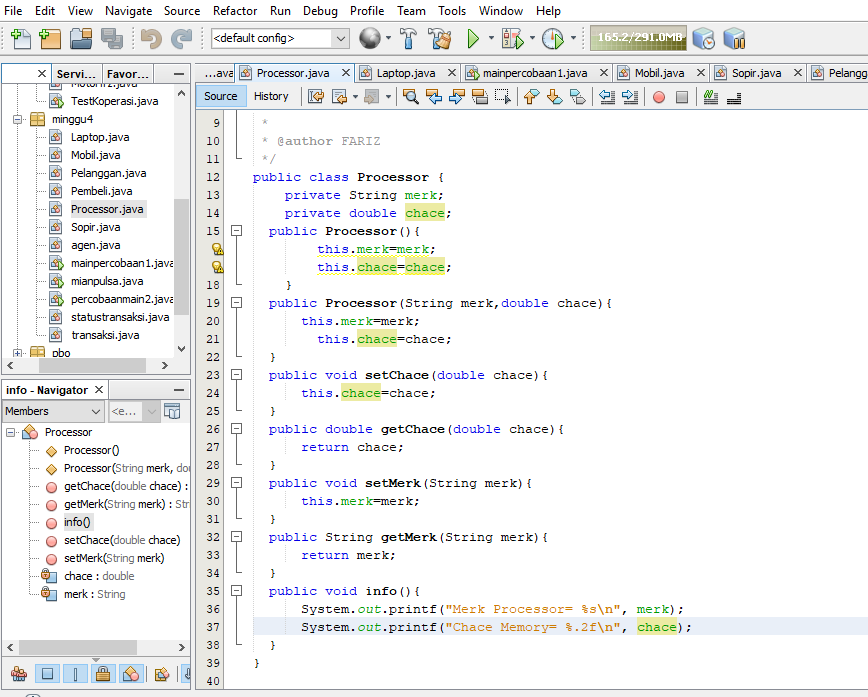 File Edit View Navigate Source Refactor Run Debug Profile Team Tools Window Help
<default config> 165.2/291.0MB
Servi... Favor...
...ava Processor.java Laptop.java mainpercobaan1.java Mobil.java Sopir.java Pelangg
Source History
TestKoperasi.java
minggu4
Laptop.java
Mobil.java
Pelanggan.java
Pembeli.java
Processor.java
Sopir.java
agen.java
mainpercobaan1.java
mianpulsa.java
percobaanmain2.java
statustransaksi.java
transaksi.java
pbo
info - Navigator
Members <e...
Processor
Processor()
Processor(String merk, dou
getChace(double chace) :
getMerk(String merk) : Str
info()
setChace(double chace)
setMerk(String merk)
chace : double
merk : String
9 *
10 * @author FARIZ
11 */
12 public class Processor {
13 private String merk;
14 private double chace;
15 public Processor(){
this.merk=merk;
this.chace=chace;
18 }
19 public Processor(String merk,double chace){
20 this.merk=merk;
21 this.chace=chace;
22 }
23 public void setChace(double chace){
24 this.chace=chace;
25 }
26 public double getChace(double chace){
27 return chace;
28 }
29 public void setMerk(String merk){
30 this.merk=merk;
31 }
32 public String getMerk(String merk){
33 return merk;
34 }
35 public void info(){
36 System.out.printf("Merk Processor= %s\n", merk);
37 System.out.printf("Chace Memory= %.2f\n", chace);
38 }
39 }
40